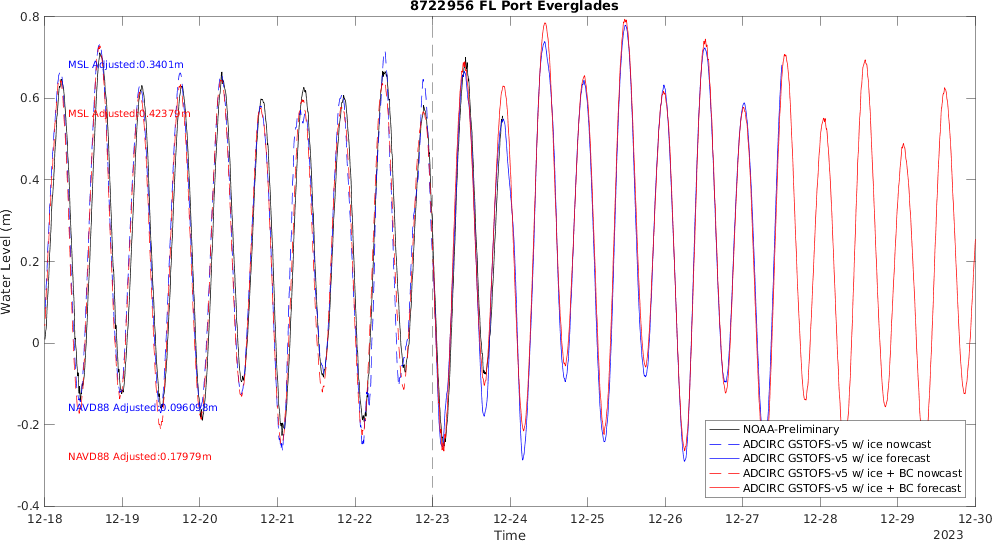 8722956 FL Port Everglades
0.8
0.6
0.4
0.2
0
-0.2
-0.4
Water Level (m)
MSL Adjusted:0.3401m
MSL Adjusted:0.42379m
NAVD88 Adjusted:0.096093m
NAVD88 Adjusted:0.17979m
NOAA-Preliminary
ADCIRC GSTOFS-v5 w/ ice nowcast
ADCIRC GSTOFS-v5 w/ ice forecast
ADCIRC GSTOFS-v5 w/ ice + BC nowcast
ADCIRC GSTOFS-v5 w/ ice + BC forecast
12-18 12-19 12-20 12-21 12-22 12-23 12-24 12-25 12-26 12-27 12-28 12-29 12-30
Time
2023